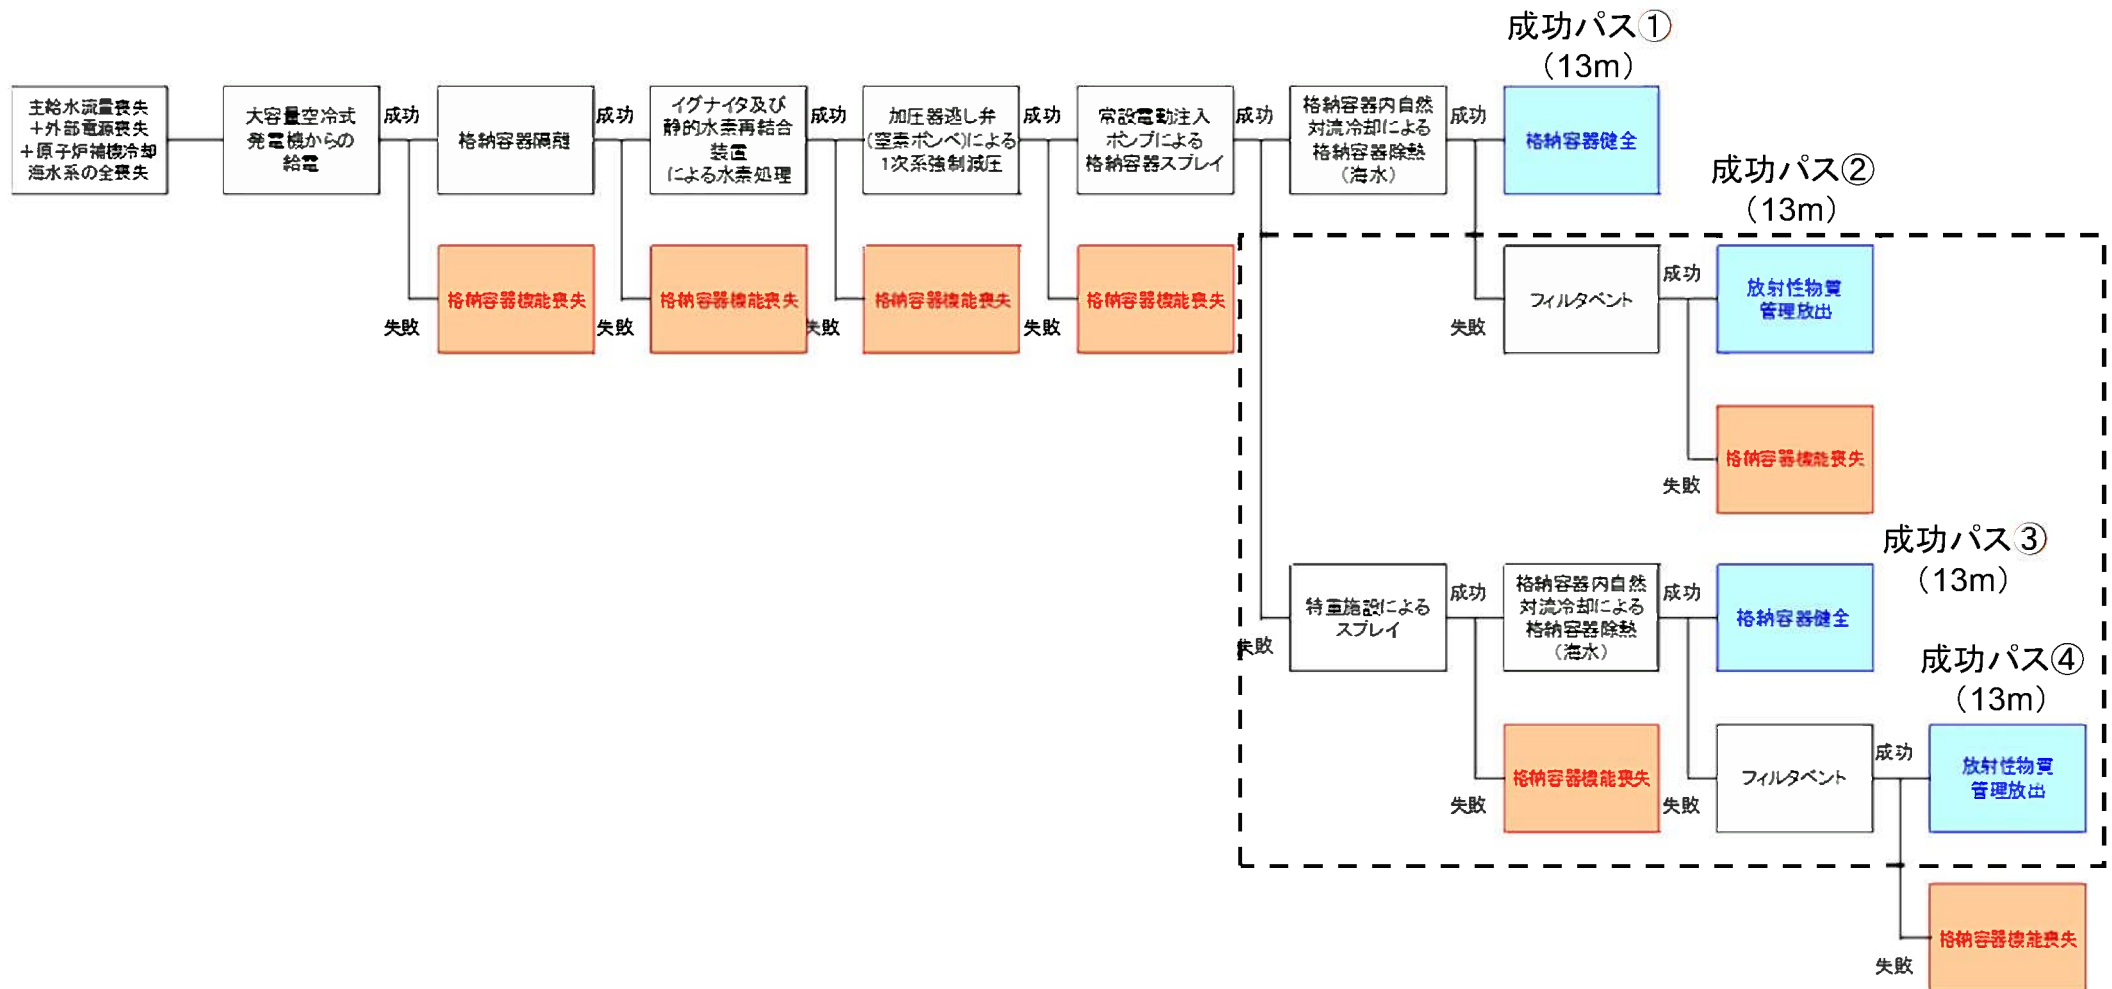 成功パス①
（13m）
主給水流量喪失
＋外部電源喪失
＋原子炉補機冷却
海水系の全喪失
大容量空冷式
発電機からの
給電
成功
格納容器隔離
成功
イグナイタ及び
静的水素再結合
装置
による水素処理
成功
加圧器逃し弁
(窒素ボンベ)による
1次系強制減圧
成功
常設電動注入
ポンプによる
格納容器スプレイ
成功
格納容器内自然
対流冷却による
格納容器除熱
（海水）
成功
格納容器健全
成功パス②
（13m）
失敗
格納容器機能喪失
失敗
格納容器機能喪失
失敗
格納容器機能喪失
失敗
格納容器機能喪失
失敗
フィルタベント
成功
放射性物質
管理放出
失敗
格納容器機能喪失
成功パス③
（13m）
失敗
特重施設による
スプレイ
成功
格納容器内自然
対流冷却による
格納容器除熱
（海水）
成功
格納容器健全
成功パス④
（13m）
失敗
格納容器機能喪失
失敗
フィルタベント
成功
放射性物質
管理放出
失敗
格納容器機能喪失